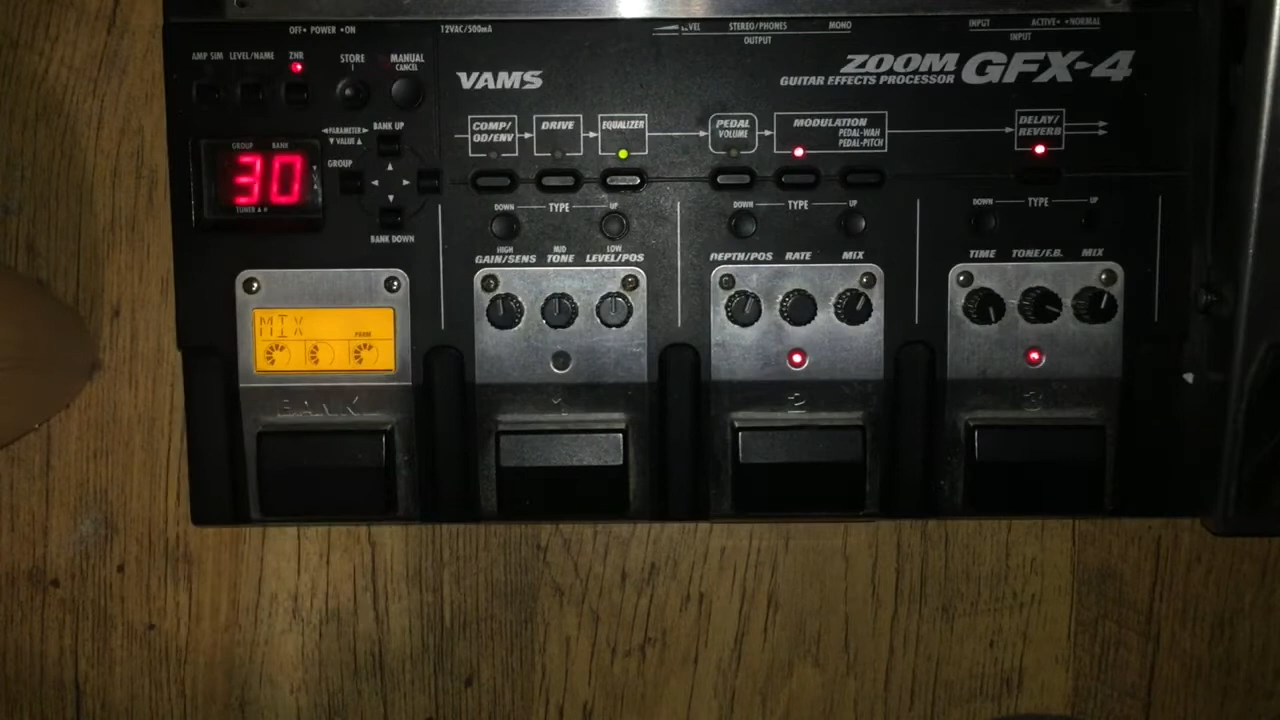 OFF• POWER •ON
12VAC/500mA
STEREO/PHONES
MONO
OUTPUT
INPUT
ACTIVE• •NORMAL
INPUT
AMP SIM
LEVEL/NAME
ZNR
STORE
MANUAL
CANCEL
VAMS
ZOOM GFX-4
GUITAR EFFECTS PROCESSOR
◄PARAMETER►
▼ VALUE ▲
BANK UP
GROUP
BANK DOWN
GROUP BANK
30
COMP/
OD/ENV
DRIVE
EQUALIZER
PEDAL
VOLUME
MODULATION
PEDAL-WAH
PEDAL-PITCH
DELAY/
REVERB
DOWN TYPE UP
DOWN TYPE UP
DOWN TYPE UP
HIGH MID LOW
GAIN/SENS TONE LEVEL/POS
DEPTH/POS RATE MIX
TIME TONE/F.B. MIX
MIX
PARM
BANK
1
2
3